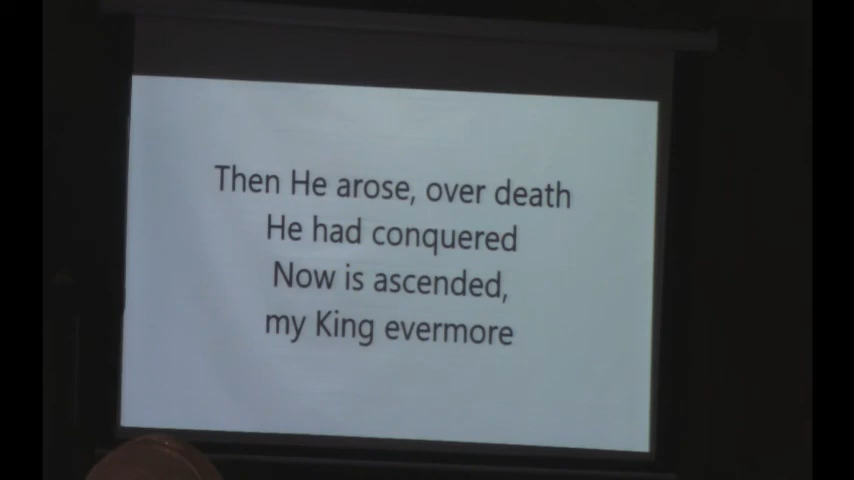 Then He arose, over death
He had conquered
Now is ascended,
my King evermore